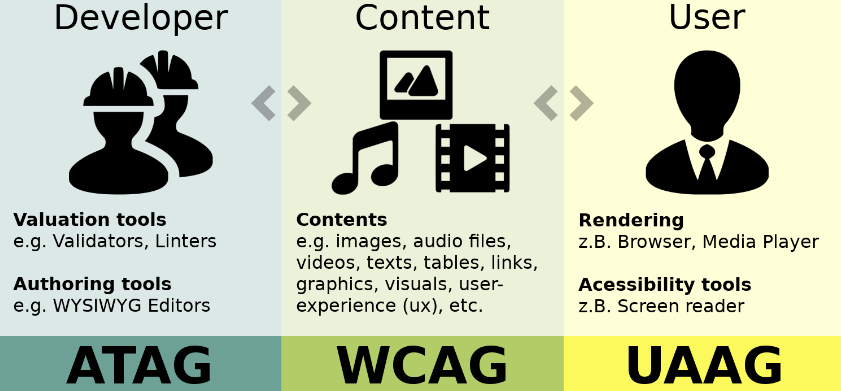 Developer
Valuation tools
e.g. Validators, Linters
Authoring tools
e.g. WYSIWYG Editors
ATAG
Content
Contents
e.g. images, audio files,
videos, texts, tables, links,
graphics, visuals, user-
experience (ux), etc.
WCAG
User
Rendering
z.B. Browser, Media Player
Acessibility tools
z.B. Screen reader
UAAG